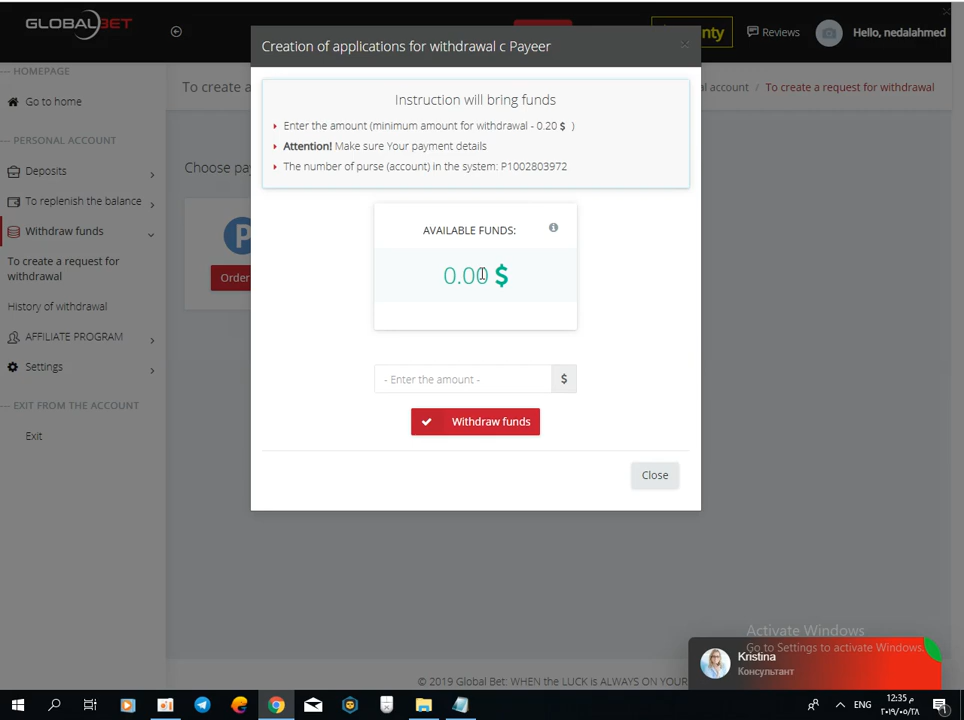 GLOBALBET
nty
Reviews
Hello, nedalahmed
HOMEPAGE
Go to home
PERSONAL ACCOUNT
Deposits
To replenish the balance
Withdraw funds
To create a request for
withdrawal
History of withdrawal
AFFILIATE PROGRAM
Settings
EXIT FROM THE ACCOUNT
Exit
To create a
al account / To create a request for withdrawal
Choose pay
P
Order
Creation of applications for withdrawal c Payeer
Instruction will bring funds
Enter the amount (minimum amount for withdrawal - 0.20 $ )
Attention! Make sure Your payment details
The number of purse (account) in the system: P1002803972
AVAILABLE FUNDS:
0.00 $
- Enter the amount -
$
Withdraw funds
Close
Activate Windows
Go to Settings to activate Windows.
Kristina
Консультант
© 2019 Global Bet: WHEN the LUCK is ALWAYS ON YOUR
ENG
12:35 م
٢٠١٩/٠٥/٢٨
1